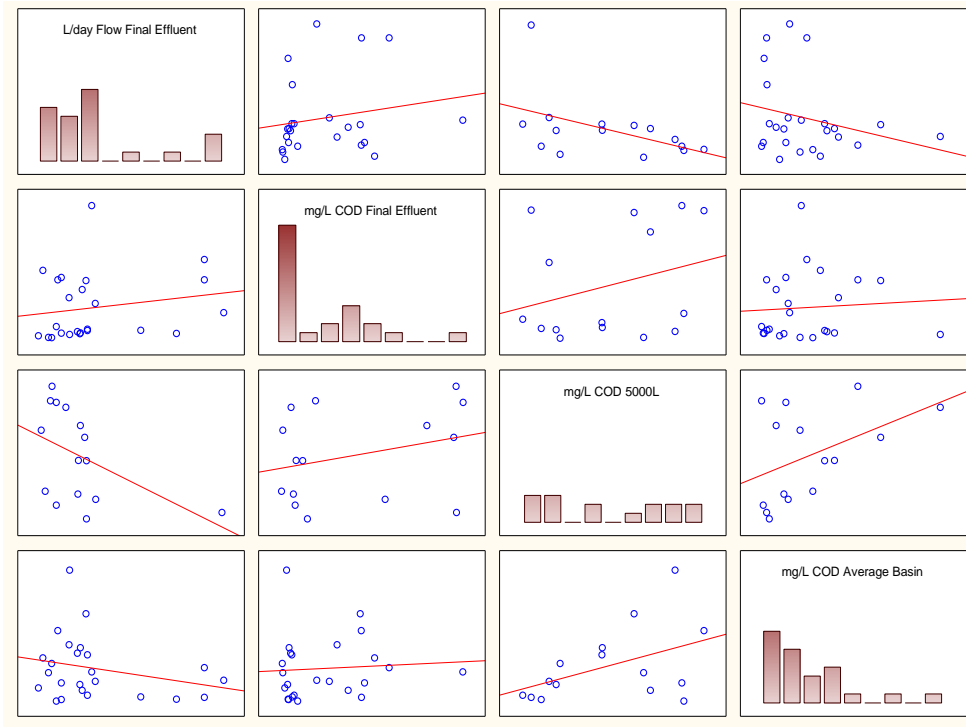 L/day Flow Final Effluent
mg/L COD Final Effluent
mg/L COD 5000L
mg/L COD Average Basin